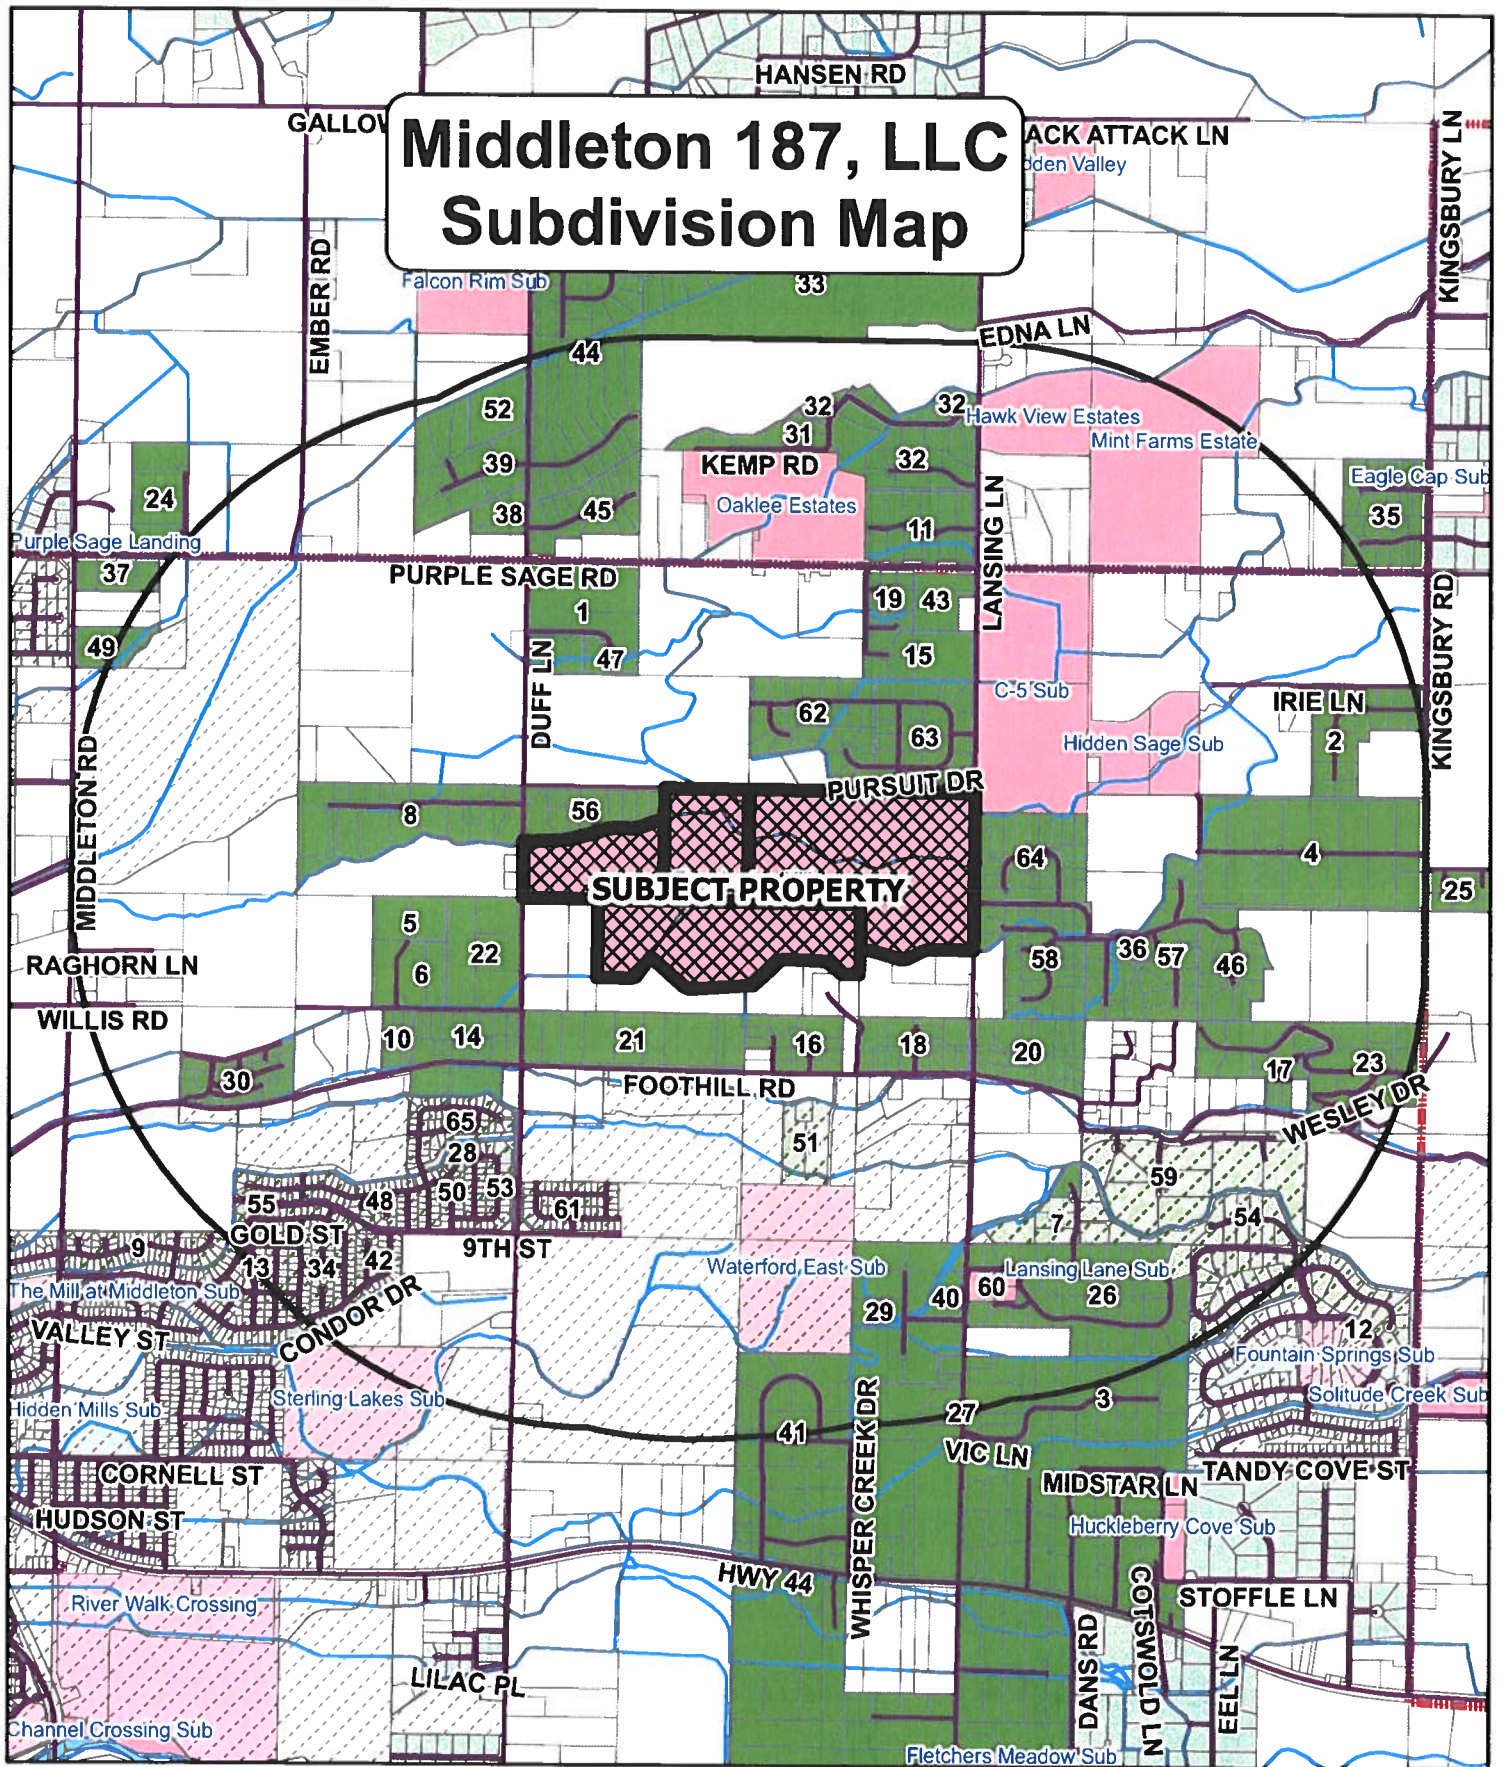 HANSEN RD
GALLOW
Middleton 187, LLC
Subdivision Map
ACK ATTACK LN
dden Valley
KINGSBURY LN
EMBER RD
Falcon Rim Sub
33
44
EDNA LN
52
32
32
Hawk View Estates
31
Mint Farms Estate
39
KEMP RD
32
Eagle Cap Sub
24
Oaklee Estates
LANSING LN
38
45
11
35
Purple Sage Landing
37
PURPLE SAGE RD
1
19
43
KINGSBURY RD
49
47
15
DUFF LN
C-5 Sub
IRIE LN
62
63
2
Hidden Sage Sub
MIDDLETON RD
PURSUIT DR
8
56
64
4
SUBJECT PROPERTY
25
5
22
6
58
36
57
46
RAGHORN LN
WILLIS RD
10
14
21
16
18
20
17
23
30
FOOTHILL RD
WESLEY DR
65
28
51
59
55
48
50
53
61
7
54
GOLD ST
9TH ST
9
13
34
42
Waterford East Sub
Lansing Lane Sub
60
The Mill at Middleton Sub
CONDOR DR
29
40
26
VALLEY ST
12
Fountain Springs Sub
Hidden Mills Sub
Sterling Lakes Sub
Solitude Creek Sub
WHISPER CREEK DR
27
3
41
VIC LN
CORNELL ST
MIDSTAR LN
TANDY COVE ST
HUDSON ST
Huckleberry Cove Sub
HWY 44
STOFFLE LN
River Walk Crossing
COTSWOLD LN
DANS RD
EEL LN
LILAC PL
Channel Crossing Sub
Fletchers Meadow Sub